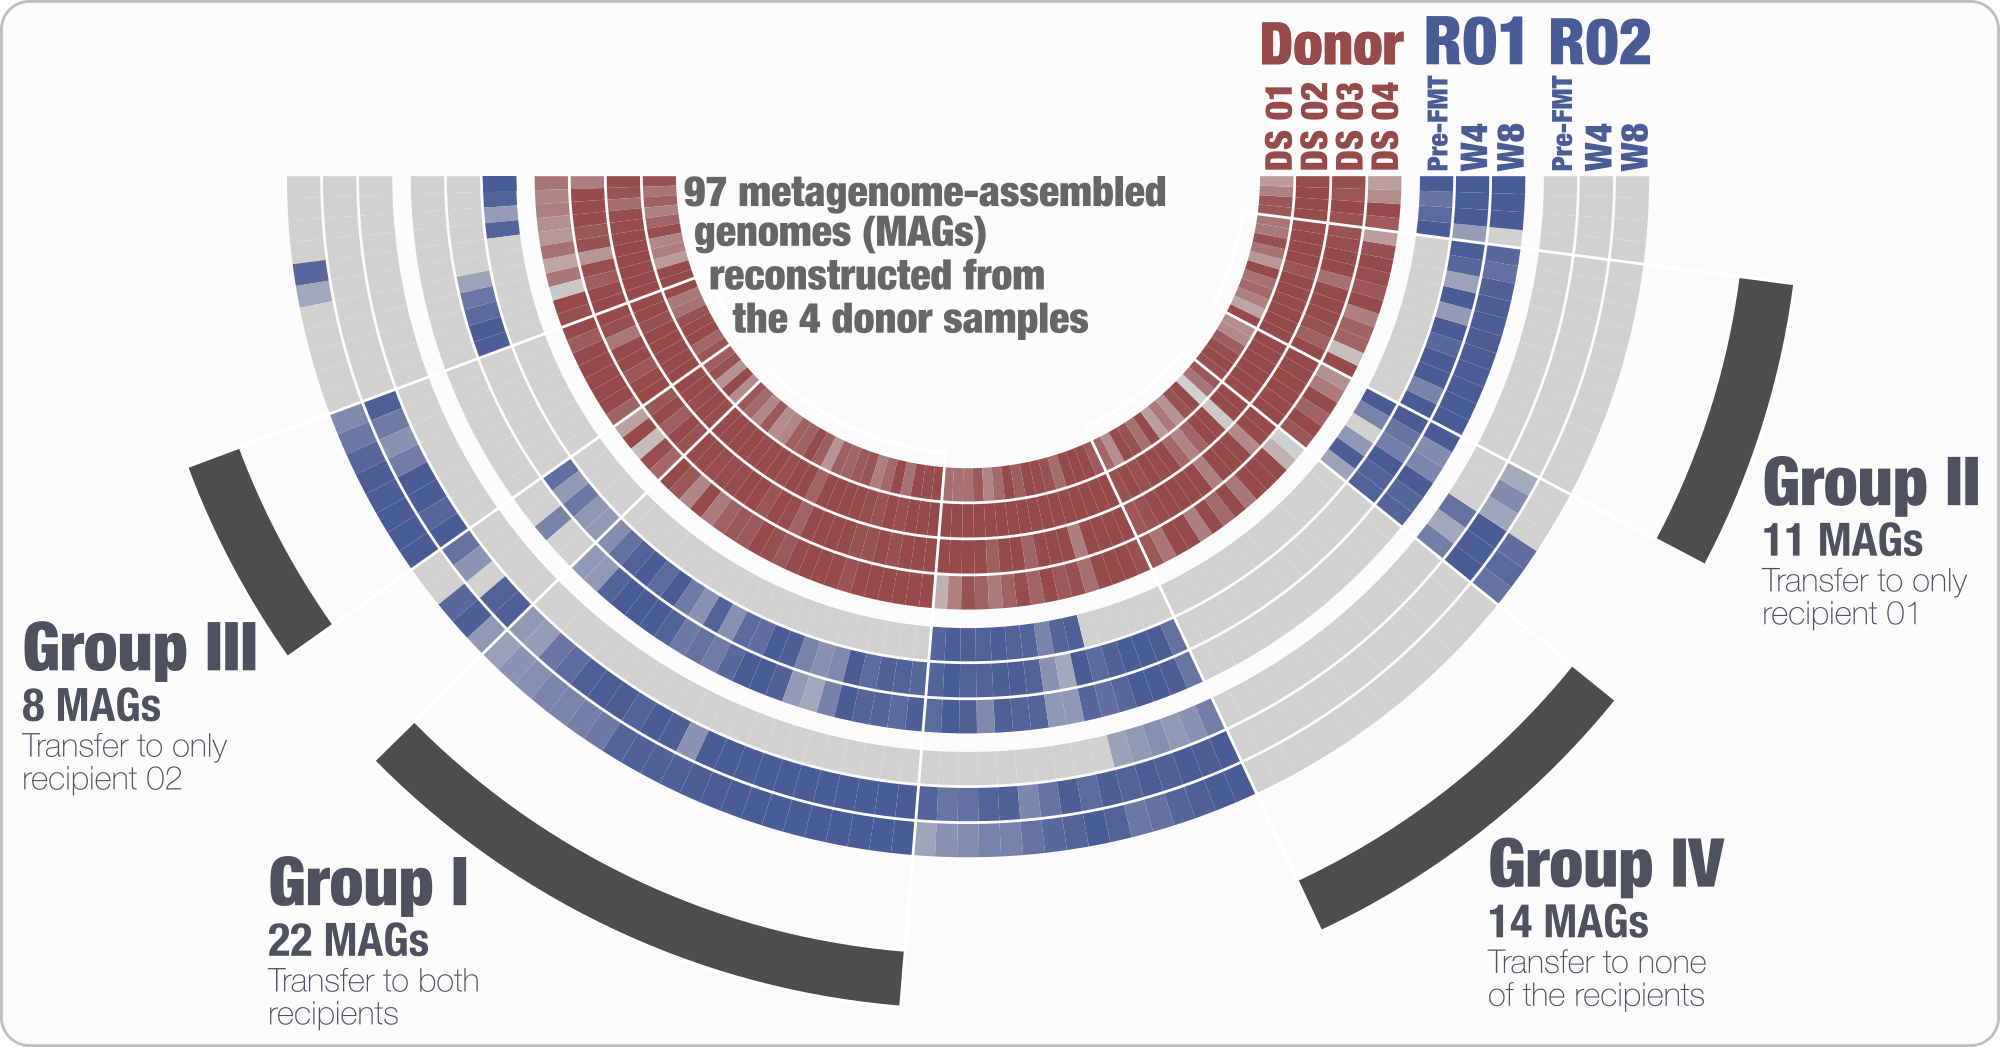 Donor R01 R02
DS 01 DS 02 DS 03 DS 04 Pre-FMT W4 W8 Pre-FMT W4 W8
97 metagenome-assembled
genomes (MAGs)
reconstructed from
the 4 donor samples
Group II
11 MAGs
Transfer to only
recipient 01
Group III
8 MAGs
Transfer to only
recipient 02
Group I
22 MAGs
Transfer to both
recipients
Group IV
14 MAGs
Transfer to none
of the recipients